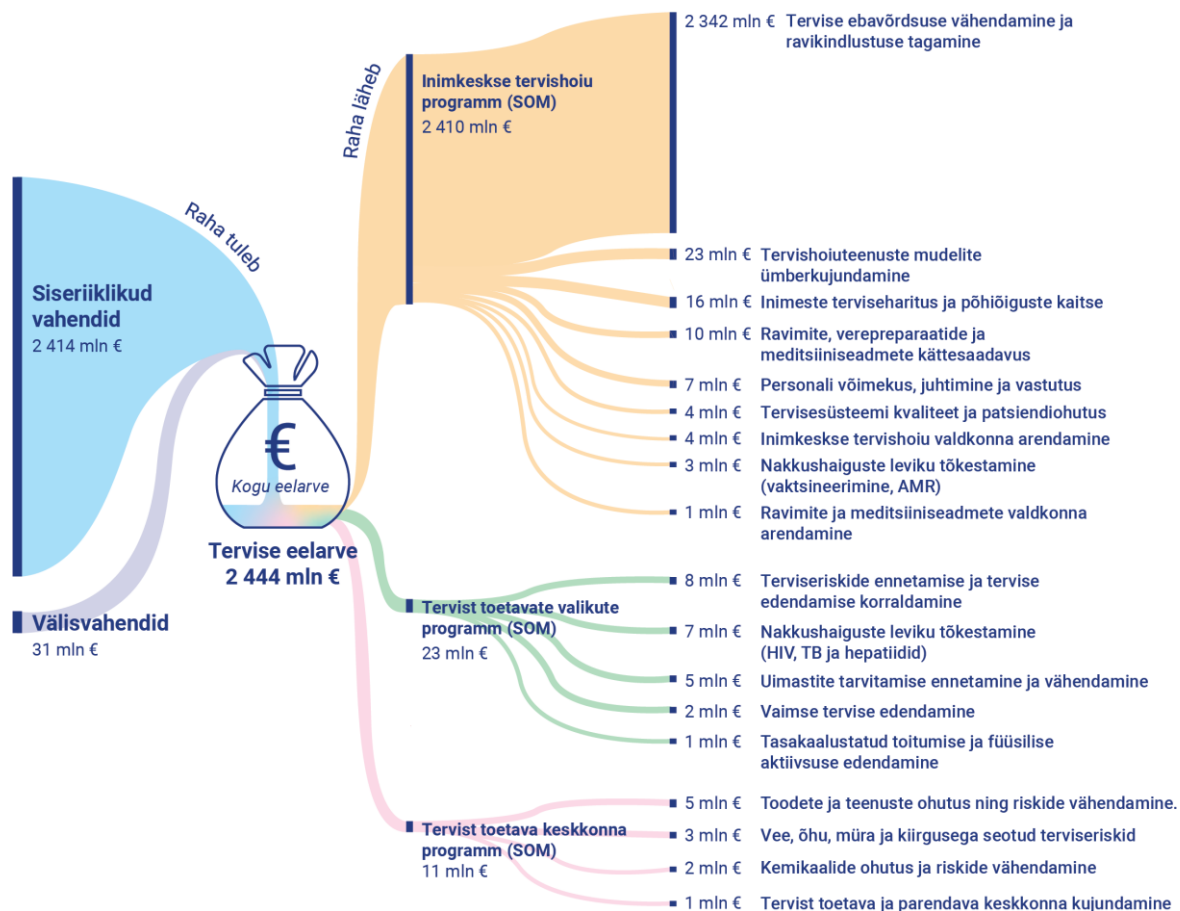 Raha tuleb
Siseriiklikud
vahendid
2 414 mln €
Välisvahendid
31 mln €
€
Kogu eelarve
Tervise eelarve
2 444 mln €
Raha läheb
Inimkeskse tervishoiu
programm (SOM)
2 410 mln €
2 342 mln € Tervise ebavõrdsuse vähendamine ja
ravikindlustuse tagamine
23 mln € Tervishoiuteenuste mudelite
ümberkujundamine
16 mln € Inimeste terviseharitus ja põhiõiguste kaitse
10 mln € Ravimite, verepreparaatide ja
meditsiiniseadmete kättesaadavus
7 mln € Personali võimekus, juhtimine ja vastutus
4 mln € Tervisesüsteemi kvaliteet ja patsiendiohutus
4 mln € Inimkeskse tervishoiu valdkonna arendamine
3 mln € Nakkushaiguste leviku tõkestamine
(vaktsineerimine, AMR)
1 mln € Ravimite ja meditsiiniseadmete valdkonna
arendamine
Tervist toetavate valikute
programm (SOM)
23 mln €
8 mln € Terviseriskide ennetamise ja tervise
edendamise korraldamine
7 mln € Nakkushaiguste leviku tõkestamine
(HIV, TB ja hepatiidid)
5 mln € Uimastite tarvitamise ennetamine ja vähendamine
2 mln € Vaimse tervise edendamine
1 mln € Tasakaalustatud toitumise ja füüsilise
aktiivsuse edendamine
Tervist toetava keskkonna
programm (SOM)
11 mln €
5 mln € Toodete ja teenuste ohutus ning riskide vähendamine.
3 mln € Vee, õhu, müra ja kiirgusega seotud terviseriskid
2 mln € Kemikaalide ohutus ja riskide vähendamine
1 mln € Tervist toetava ja parendava keskkonna kujundamine